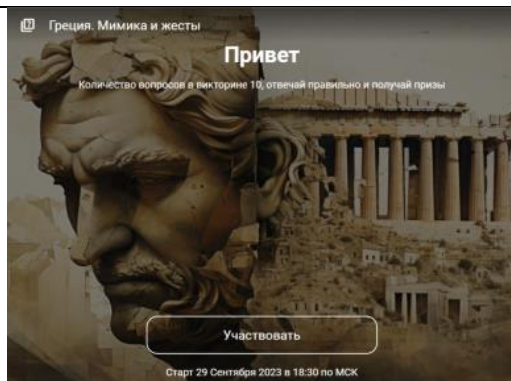 Греция. Мимика и жесты
Привет
Количество вопросов в викторине 10, отвечай правильно и получай призы
Участвовать
Старт 29 Сентября 2023 в 18:30 по МСК